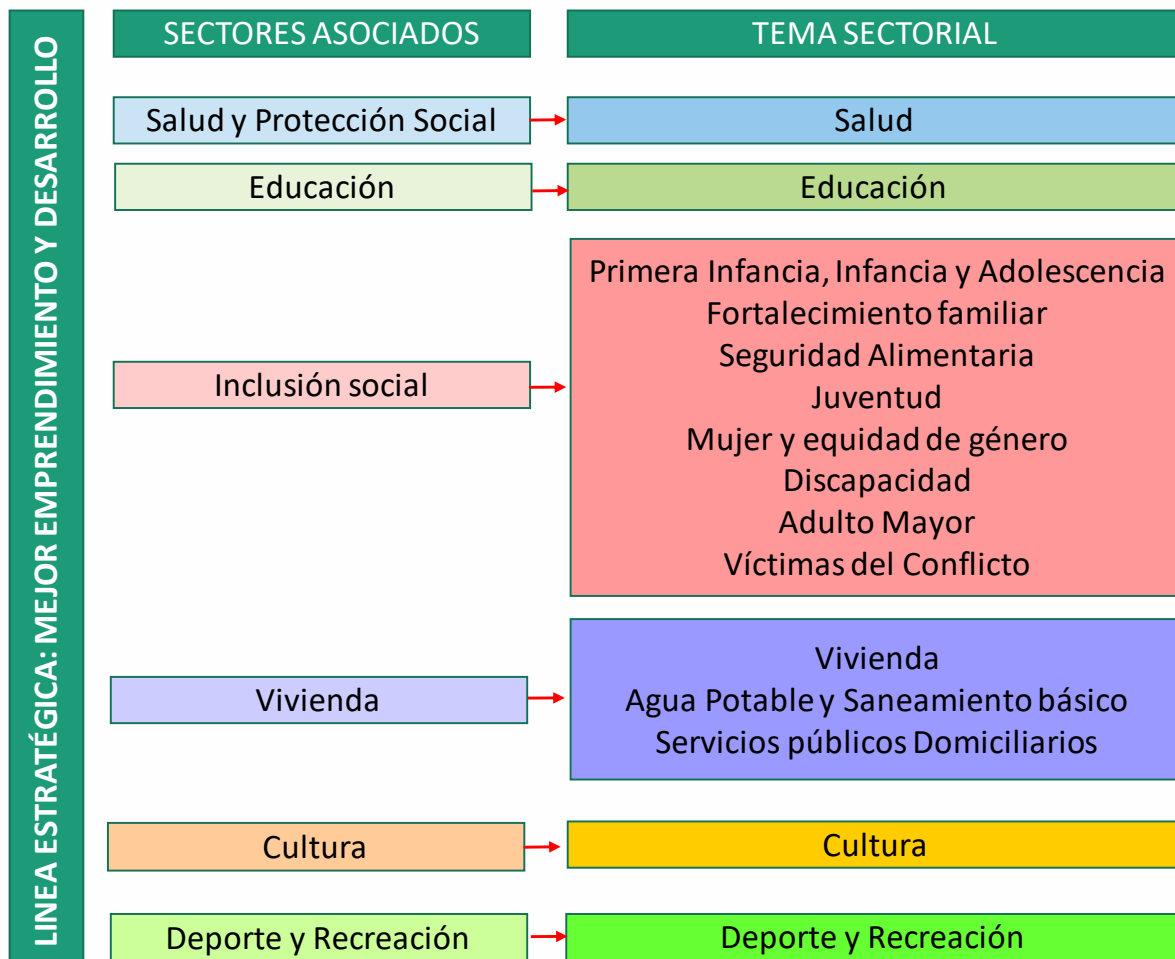 LINEA ESTRATÉGICA: MEJOR EMPRENDIMIENTO Y DESARROLLO
SECTORES ASOCIADOS
TEMA SECTORIAL
Salud y Protección Social
Salud
Educación
Educación
Inclusión social
Primera Infancia, Infancia y Adolescencia
Fortalecimiento familiar
Seguridad Alimentaria
Juventud
Mujer y equidad de género
Discapacidad
Adulto Mayor
Víctimas del Conflicto
Vivienda
Vivienda
Agua Potable y Saneamiento básico
Servicios públicos Domiciliarios
Cultura
Cultura
Deporte y Recreación
Deporte y Recreación